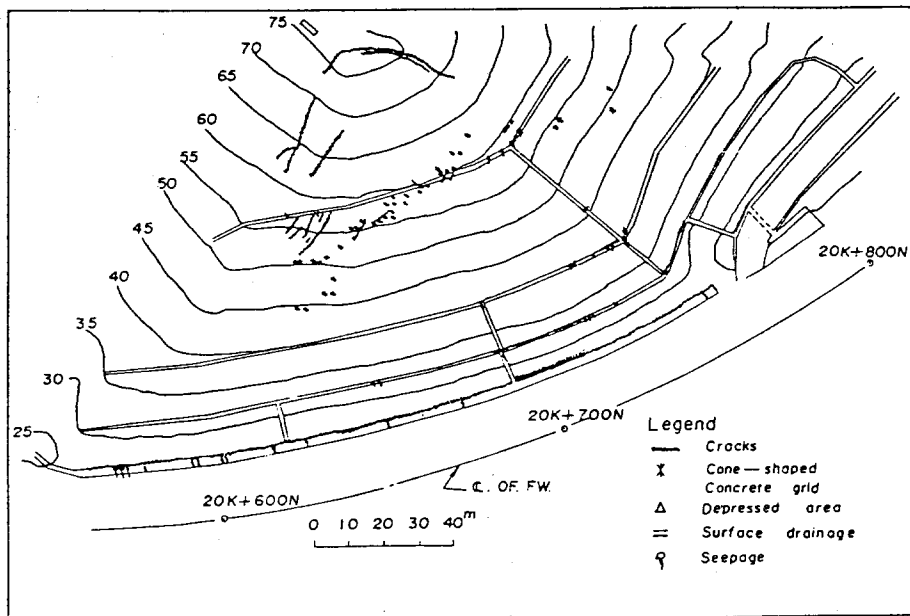 75
70
65
60
55
50
45
40
35
30
25
20K+800N
20K+700N
20K+600N
℄. OF. FW.
0 10 20 30 40m
Legend
Cracks
Cone—shaped
Concrete grid
Depressed area
Surface drainage
Seepage